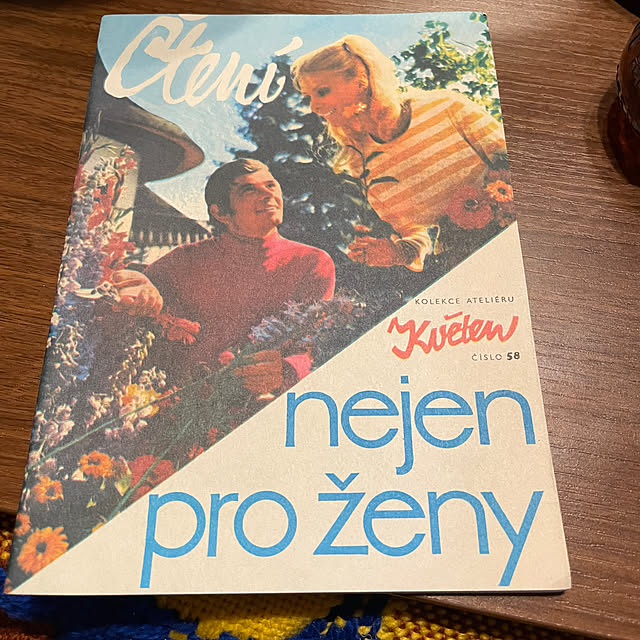 Čtení
KOLEKCE ATELIÉRU
Květen
ČÍSLO 58
nejen
pro ženy